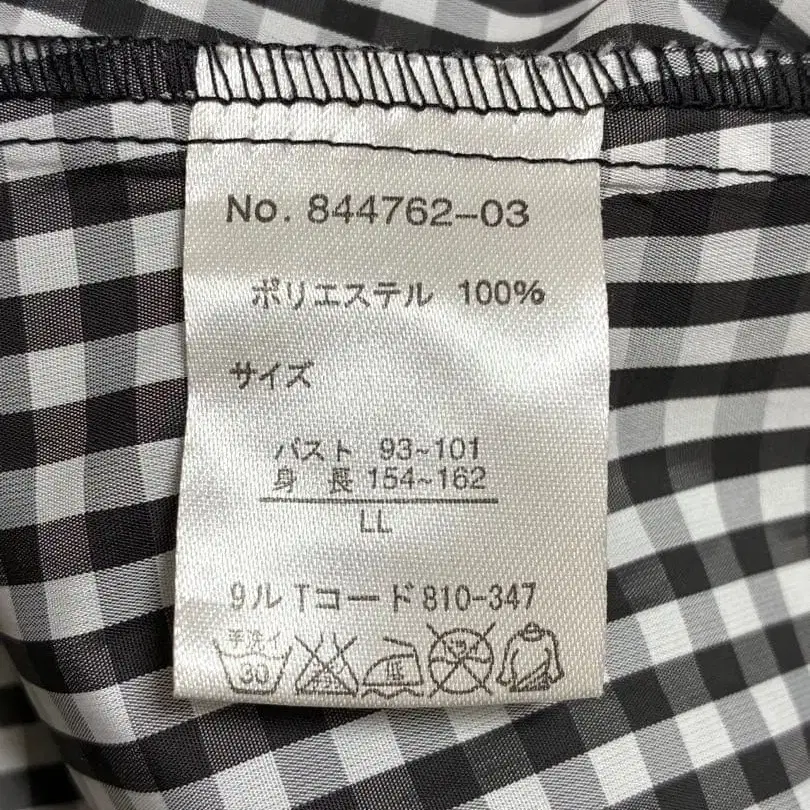 No. 844762-03
ポリエステル 100%
サイズ
バスト 93~101
身 長 154~162
LL
9ル Tコード 810-347
手洗イ
30
低